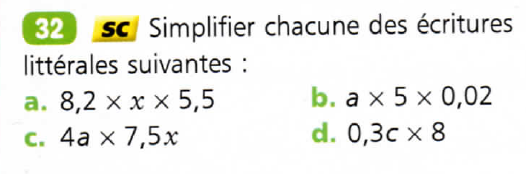 32 SC Simplifier chacune des écritures
littérales suivantes :
a. 8,2 × x × 5,5 b. a × 5 × 0,02
c. 4a × 7,5x d. 0,3c × 8